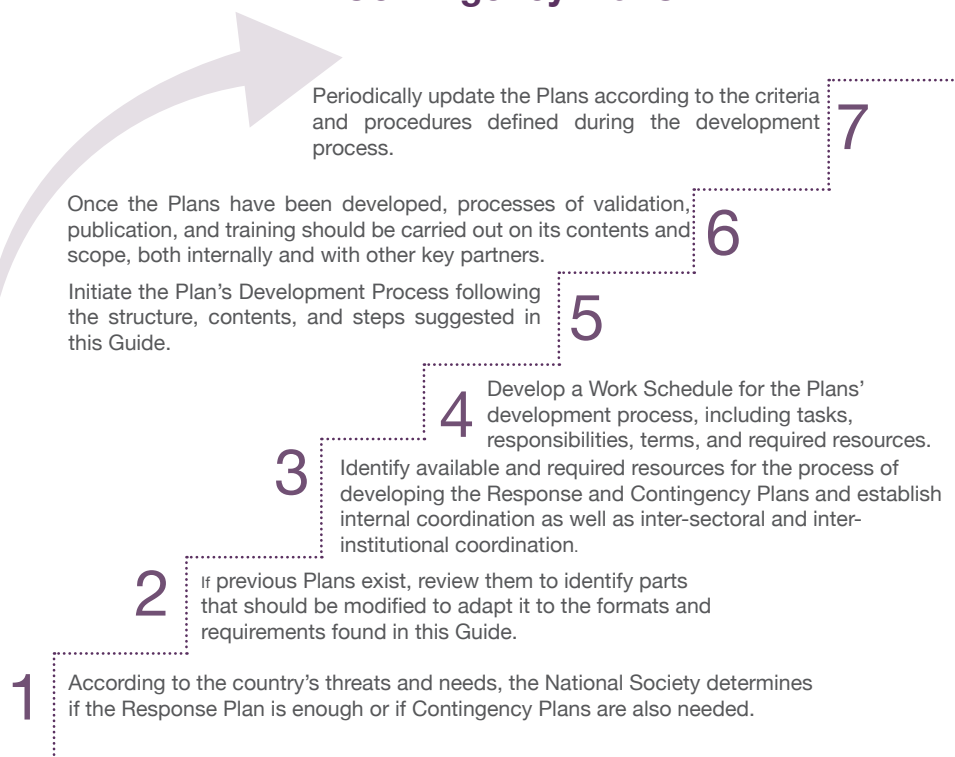 Periodically update the Plans according to the criteria
and procedures defined during the development
process.
7
Once the Plans have been developed, processes of validation,
publication, and training should be carried out on its contents and
scope, both internally and with other key partners.
6
Initiate the Plan’s Development Process following
the structure, contents, and steps suggested in
this Guide.
5
4
Develop a Work Schedule for the Plans’
development process, including tasks,
responsibilities, terms, and required resources.
3
Identify available and required resources for the process of
developing the Response and Contingency Plans and establish
internal coordination as well as inter-sectoral and inter-
institutional coordination.
2
If previous Plans exist, review them to identify parts
that should be modified to adapt it to the formats and
requirements found in this Guide.
1
According to the country’s threats and needs, the National Society determines
if the Response Plan is enough or if Contingency Plans are also needed.